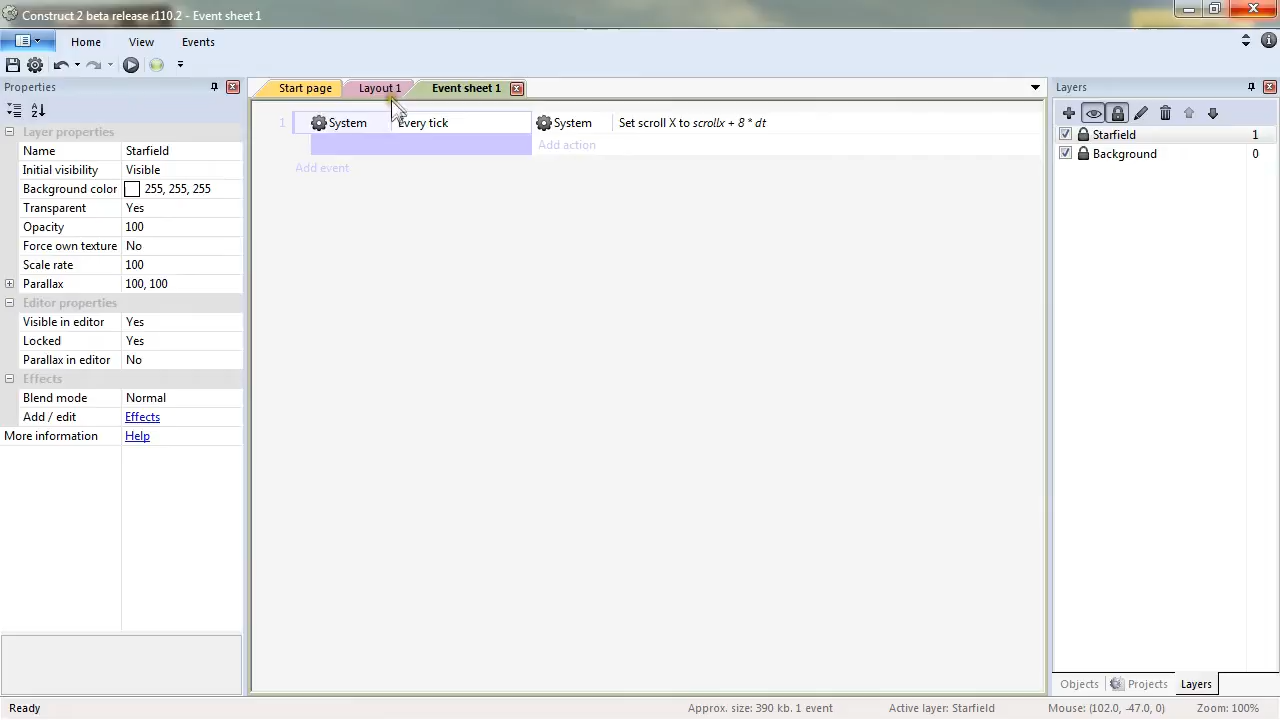 Construct 2 beta release r110.2 - Event sheet 1
Home View Events
Properties
Layer properties
Name Starfield
Initial visibility Visible
Background color 255, 255, 255
Transparent Yes
Opacity 100
Force own texture No
Scale rate 100
Parallax 100, 100
Editor properties
Visible in editor Yes
Locked Yes
Parallax in editor No
Effects
Blend mode Normal
Add / edit Effects
More information Help
Start page Layout 1 Event sheet 1
1 System Every tick System Set scroll X to scrollx + 8 * dt
Add action
Add event
Layers
Starfield 1
Background 0
Objects Projects Layers
Ready Approx. size: 390 kb. 1 event Active layer: Starfield Mouse: (102.0, -47.0, 0) Zoom: 100%